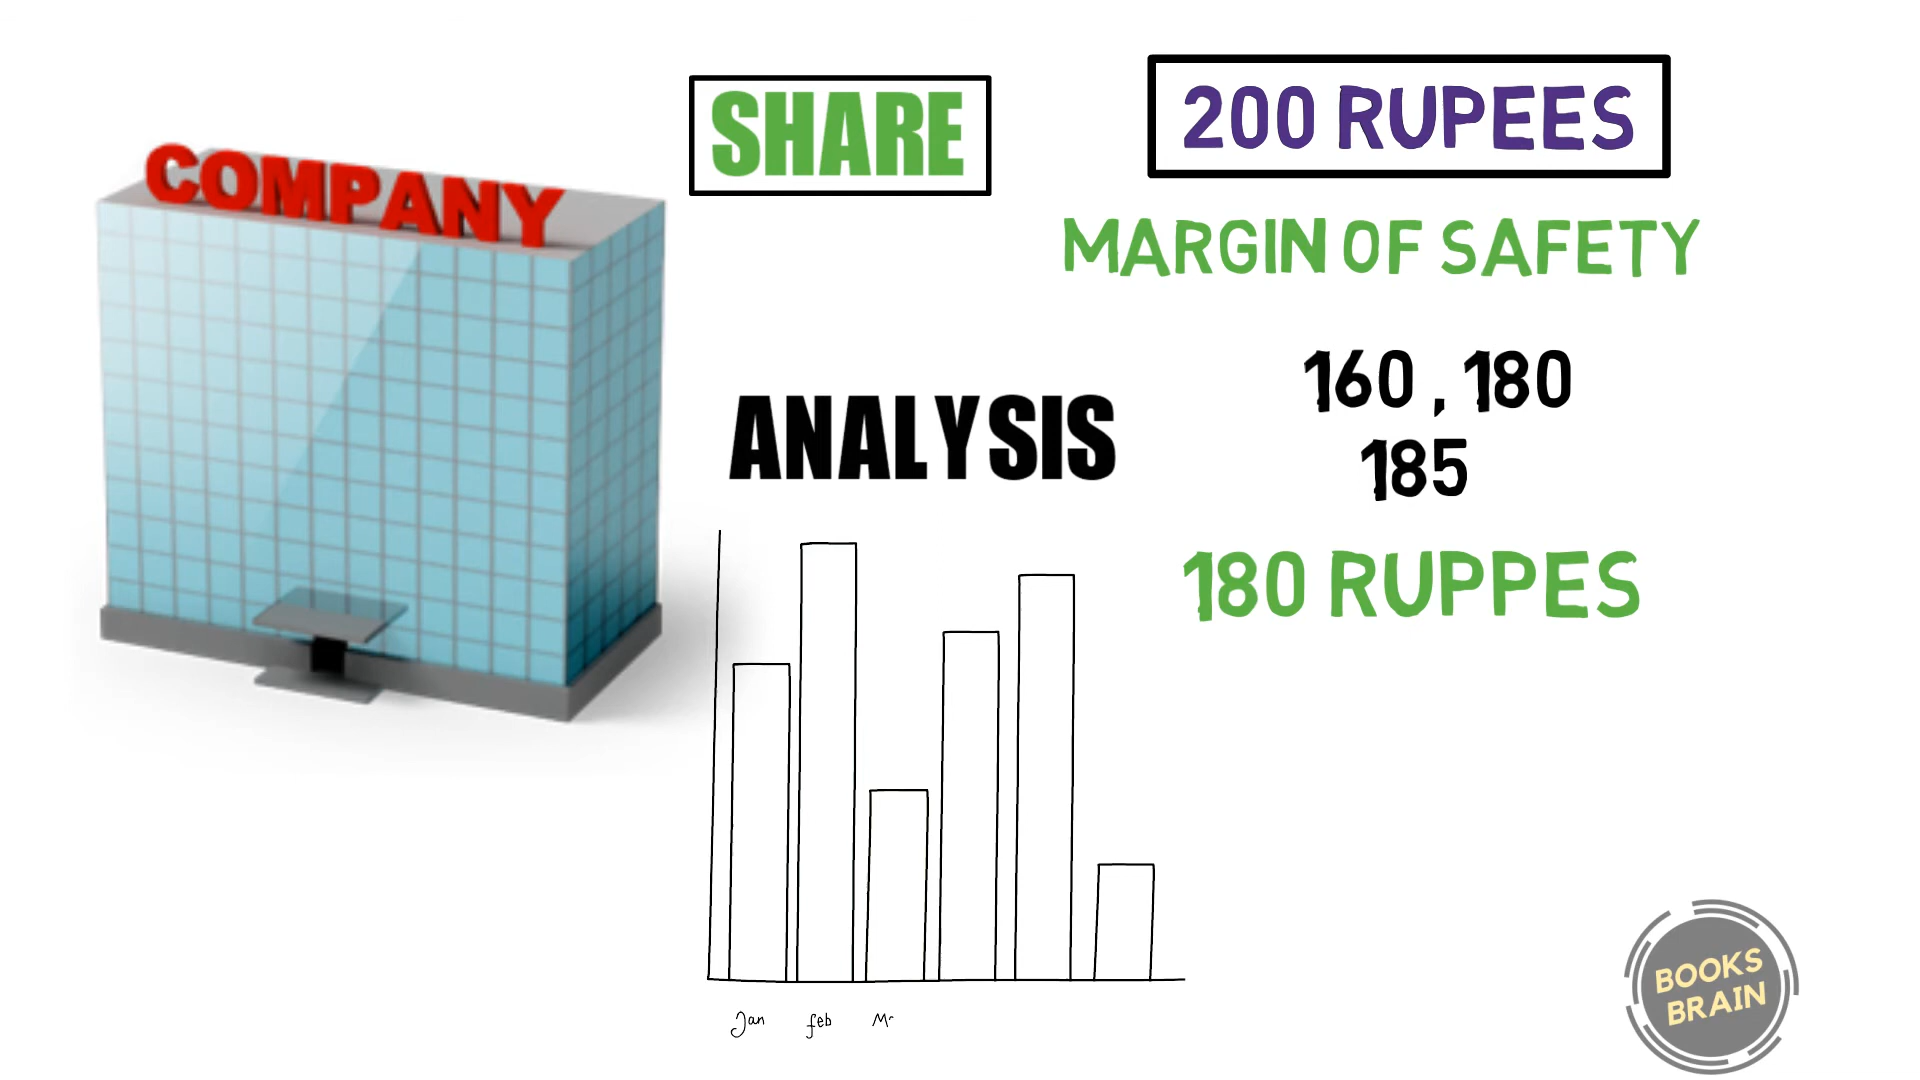 COMPANY
SHARE
200 RUPEES
MARGIN OF SAFETY
160 , 180
185
ANALYSIS
180 RUPPES
Jan feb
BOOKS
BRAIN